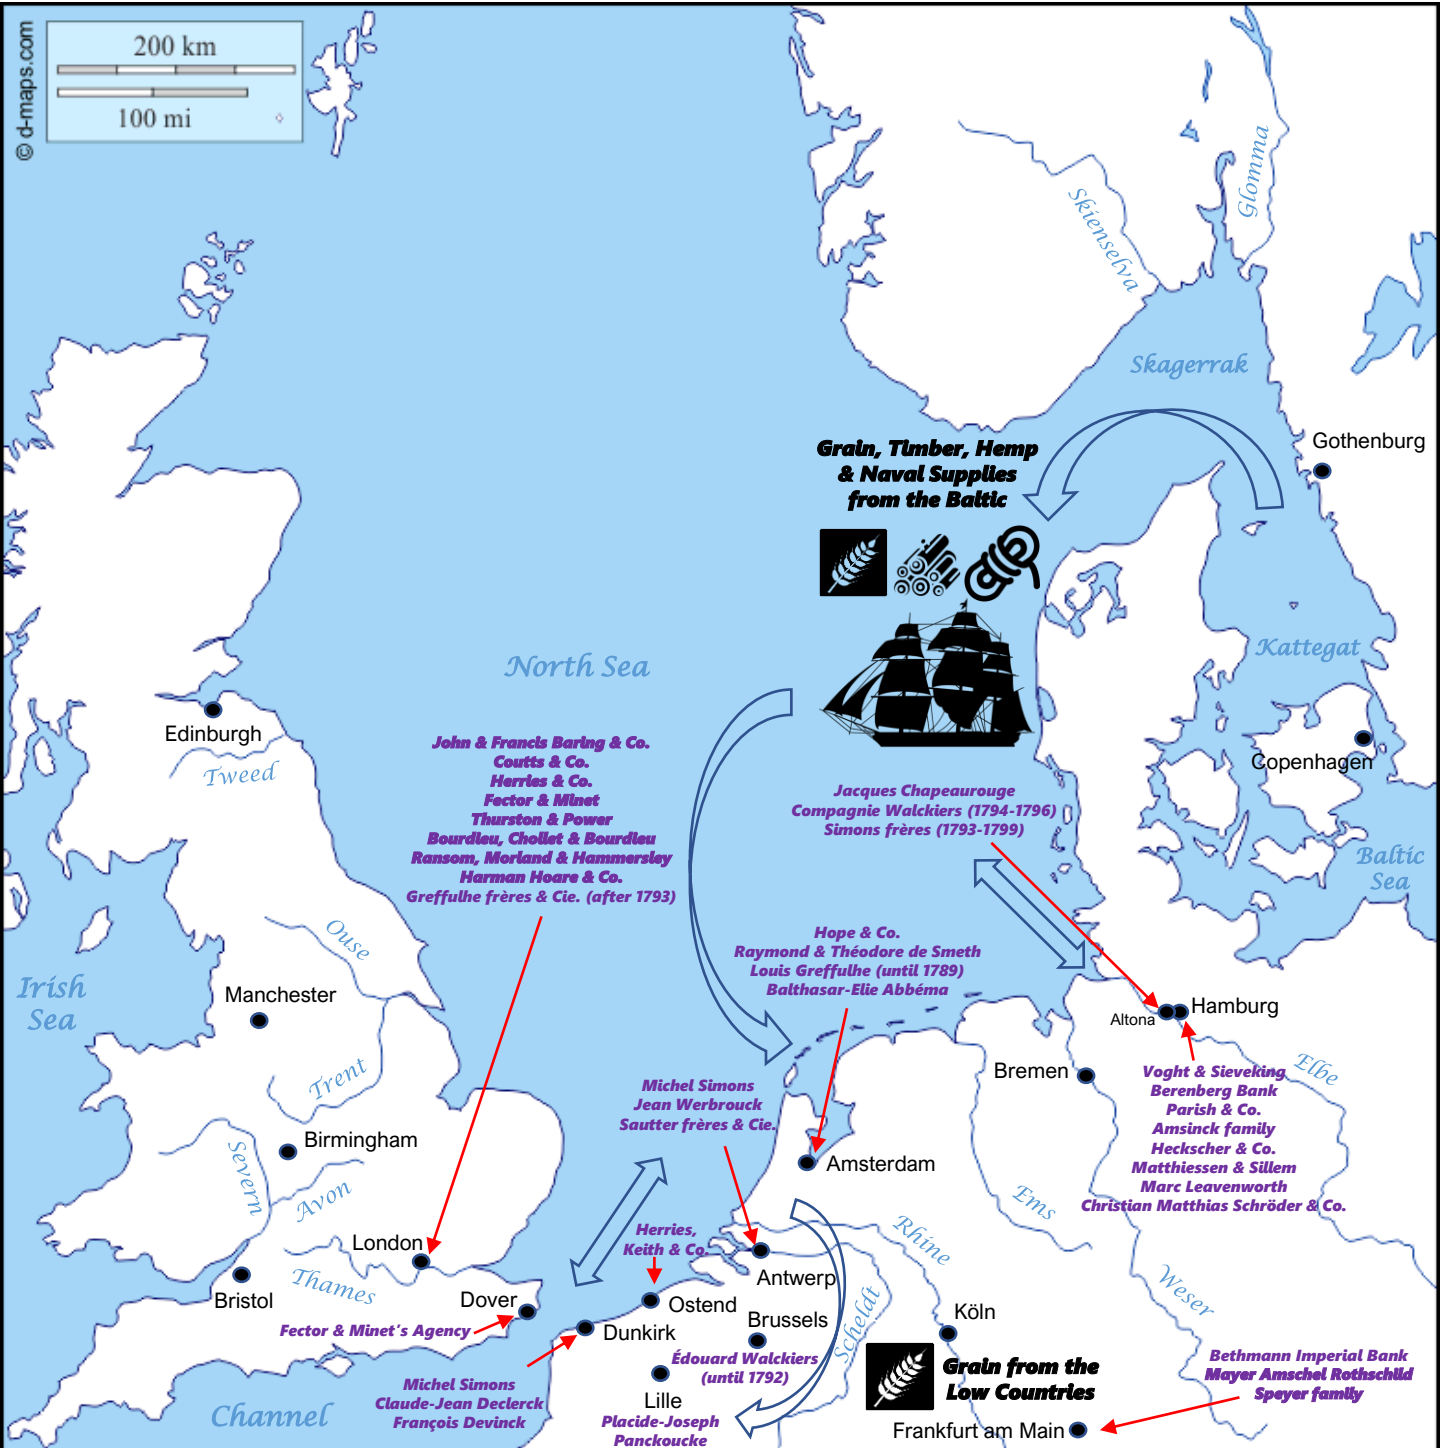 © d-maps.com
200 km
100 mi
Skienselva
Glomma
Skagerrak
Gothenburg
Grain, Timber, Hemp
& Naval Supplies
from the Baltic
Kattegat
North Sea
Edinburgh
Tweed
Copenhagen
John & Francis Baring & Co.
Coutts & Co.
Herries & Co.
Fector & Minet
Thurston & Power
Bourdieu, Chollet & Bourdieu
Ransom, Morland & Hammersley
Harman Hoare & Co.
Greffulhe frères & Cie. (after 1793)
Jacques Chapeaurouge
Compagnie Walckiers (1794-1796)
Simons frères (1793-1799)
Baltic
Sea
Ouse
Hope & Co.
Raymond & Théodore de Smeth
Louis Greffulhe (until 1789)
Balthasar-Elie Abbéma
Irish
Sea
Manchester
Altona
Hamburg
Trent
Bremen
Elbe
Voght & Sieveking
Berenberg Bank
Parish & Co.
Amsinck family
Heckscher & Co.
Matthiessen & Sillem
Marc Leavenworth
Christian Matthias Schröder & Co.
Michel Simons
Jean Werbrouck
Sautter frères & Cie.
Birmingham
Severn
Avon
Amsterdam
Ems
Rhine
Herries,
Keith & Co.
London
Thames
Antwerp
Bristol
Dover
Ostend
Scheldt
Weser
Fector & Minet's Agency
Dunkirk
Brussels
Köln
Édouard Walckiers
(until 1792)
Grain from the
Low Countries
Bethmann Imperial Bank
Mayer Amschel Rothschild
Speyer family
Michel Simons
Claude-Jean Declerck
François Devinck
Lille
Placide-Joseph
Panckoucke
Channel
Frankfurt am Main